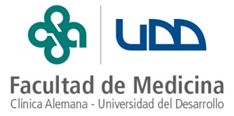 UDD
Facultad de Medicina
Clínica Alemana - Universidad del Desarrollo